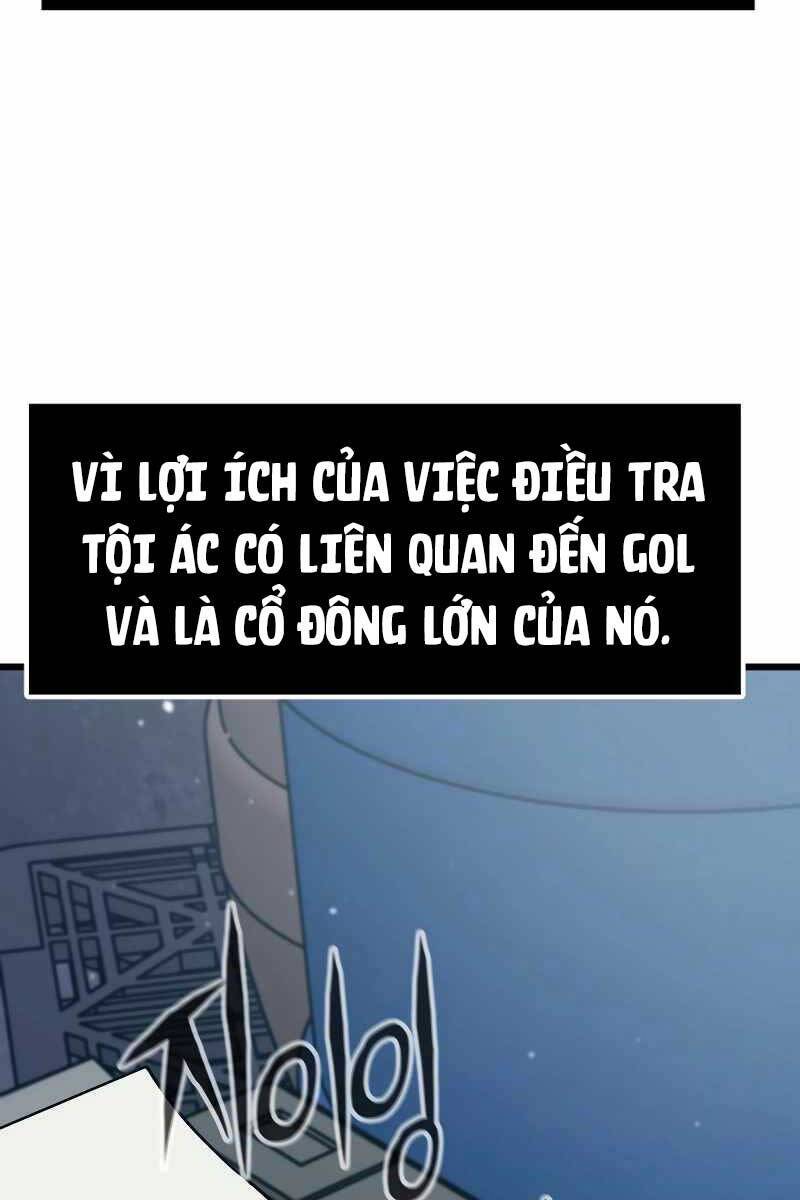 VÌ LỢI ÍCH CỦA VIỆC ĐIỀU TRA
TỘI ÁC CÓ LIÊN QUAN ĐẾN GOL
VÀ LÀ CỔ ĐÔNG LỚN CỦA NÓ.